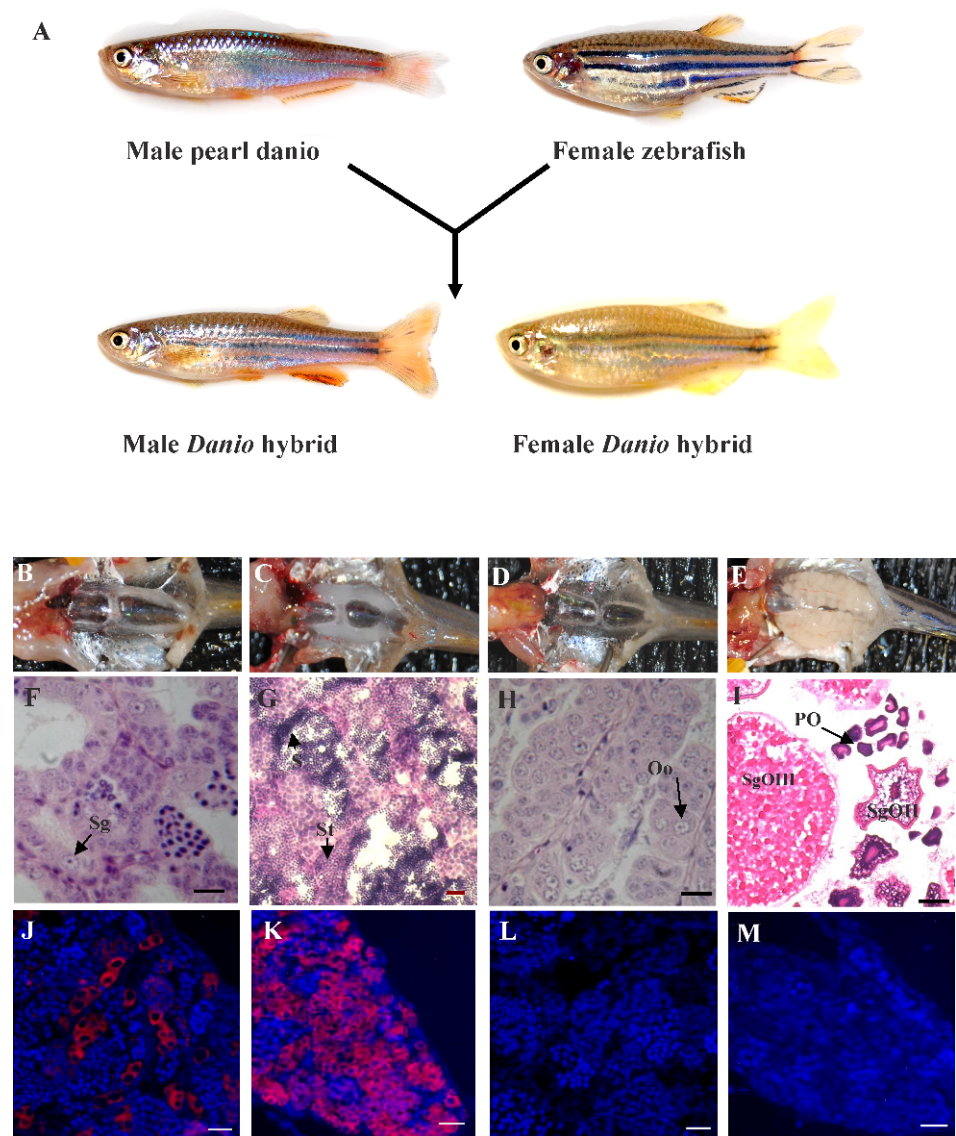 A
Male pearl danio
Female zebrafish
Male Danio hybrid
Female Danio hybrid
B
C
D
E
F
Sg
G
S
St
H
Oo
I
PO
SgOIII
SgOII
J
K
L
M